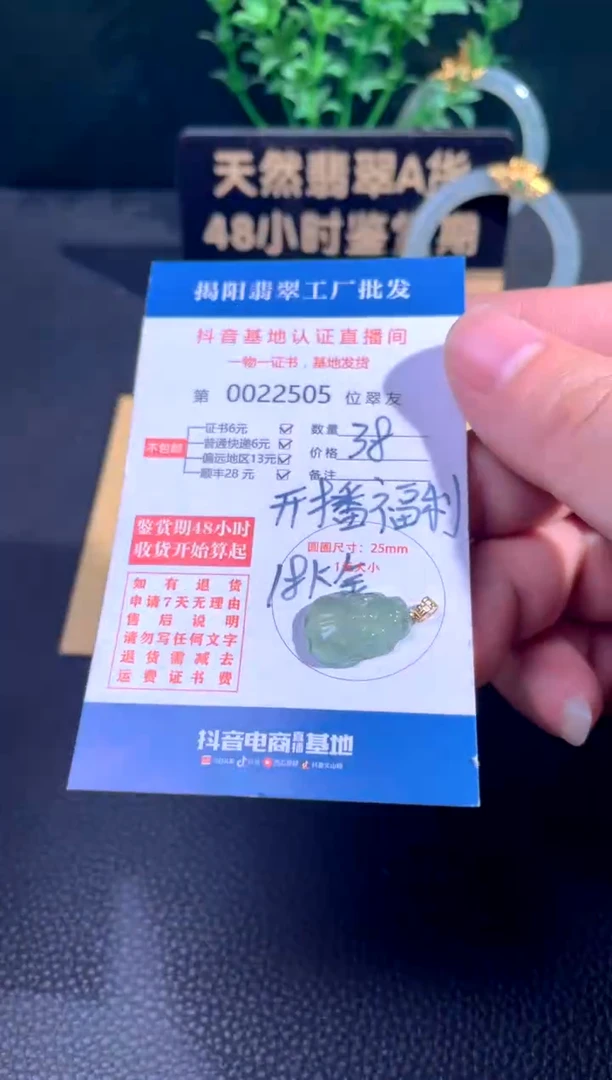 天然翡翠A货
48小时鉴赏期
揭阳翡翠工厂批发
抖音基地认证直播间
一物一证书，基地发货
第 0022505 位翠友
不包邮
证书6元
普通快递6元
偏远地区13元
顺丰28元
数量
价格 38
备注
开播福利
鉴赏期48小时
收货开始算起
圆圈尺寸：25mm
大小
18K金
如有退货
申请7天无理由
售后说明
请勿写任何文字
退货需减去
运费证书费
抖音电商直播基地